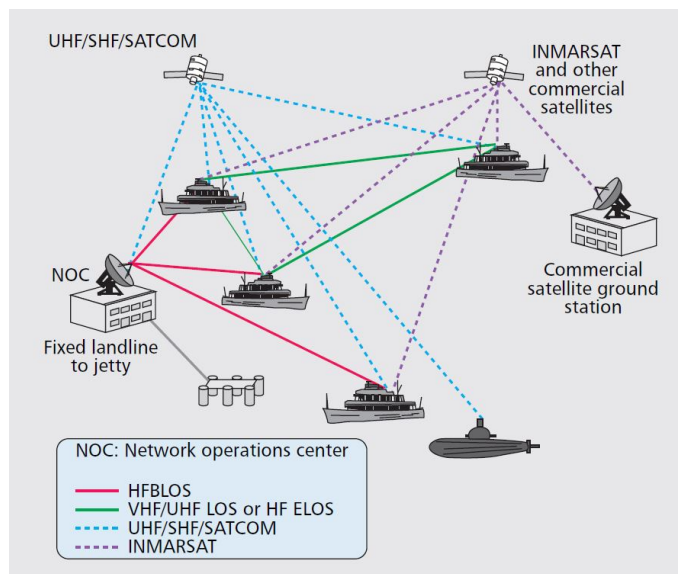 UHF/SHF/SATCOM
INMARSAT
and other
commercial
satellites
NOC
Fixed landline
to jetty
Commercial
satellite ground
station
NOC: Network operations center
HFBLOS
VHF/UHF LOS or HF ELOS
UHF/SHF/SATCOM
INMARSAT